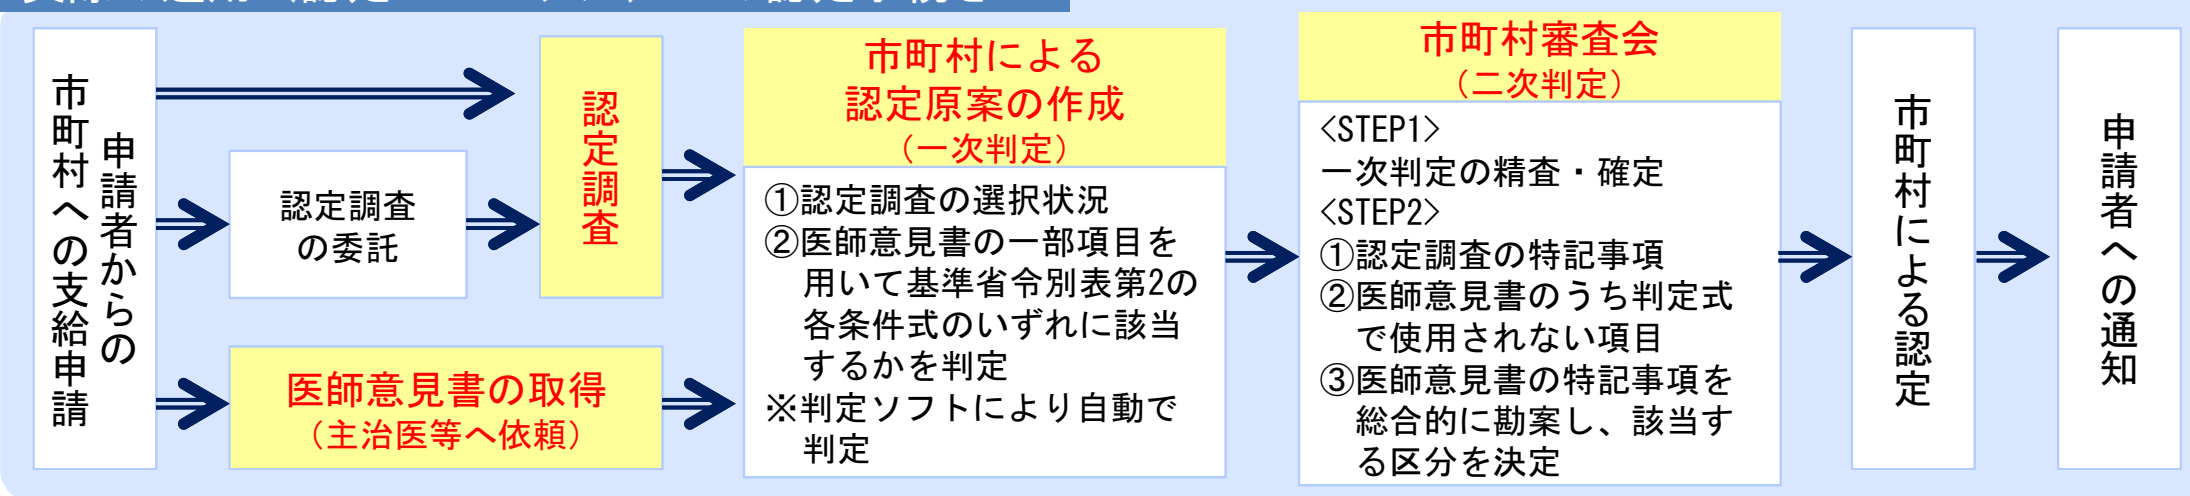 申請者からの
市町村への支給申請
認定調査
の委託
認定調査
医師意見書の取得
（主治医等へ依頼）
市町村による
認定原案の作成
（一次判定）
①認定調査の選択状況
②医師意見書の一部項目を
用いて基準省令別表第2の
各条件式のいずれに該当
するかを判定
※判定ソフトにより自動で
判定
市町村審査会
（二次判定）
<STEP1>
一次判定の精査・確定
<STEP2>
①認定調査の特記事項
②医師意見書のうち判定式
で使用されない項目
③医師意見書の特記事項を
総合的に勘案し、該当す
る区分を決定
市町村による認定
申請者への通知